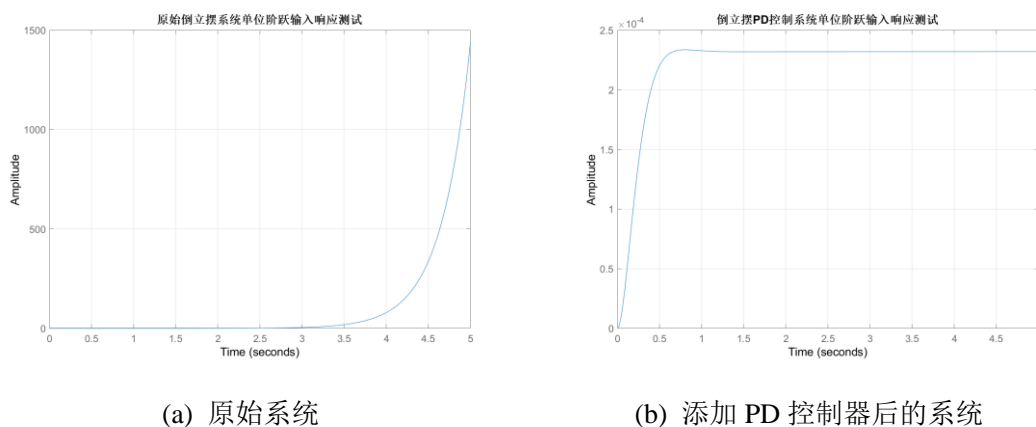 原始倒立摆系统单位阶跃输入响应测试
1500
1000
500
0
Amplitude
0 0.5 1 1.5 2 2.5 3 3.5 4 4.5 5
Time (seconds)
(a) 原始系统
倒立摆PD控制系统单位阶跃输入响应测试
×10⁻⁴
2.5
2
1.5
1
0.5
0
Amplitude
0 0.5 1 1.5 2 2.5 3 3.5 4 4.5
Time (seconds)
(b) 添加 PD 控制器后的系统